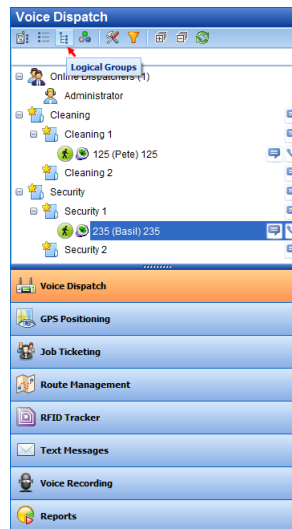 Voice Dispatch
Logical Groups
Online Dispatchers (1)
Administrator
Cleaning
Cleaning 1
125 (Pete) 125
Cleaning 2
Security
Security 1
235 (Basil) 235
Security 2
Voice Dispatch
GPS Positioning
Job Ticketing
Route Management
RFID Tracker
Text Messages
Voice Recording
Reports